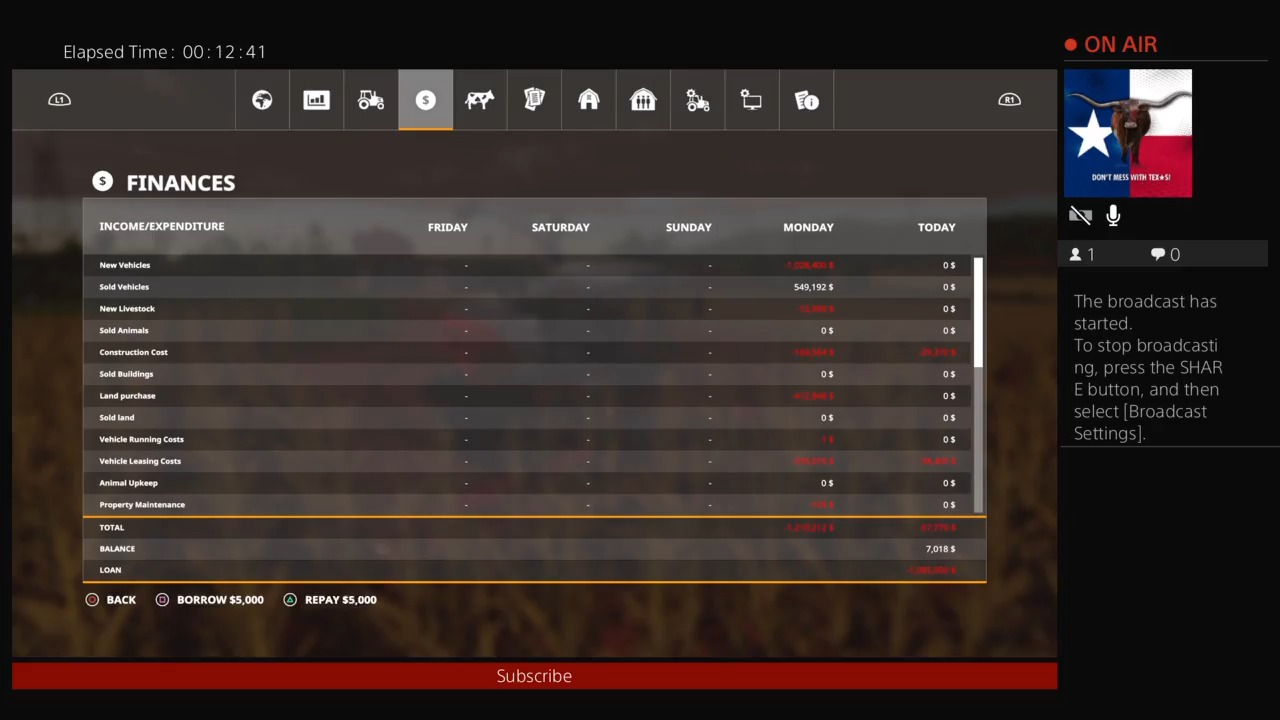 Elapsed Time: 00:12:41
ON AIR
L1
$
R1
DON'T MESS WITH TEX★S!
$ FINANCES
INCOME/EXPENDITURE FRIDAY SATURDAY SUNDAY MONDAY TODAY
New Vehicles - - - 0 $
Sold Vehicles - - - 549,192 $ 0 $
New Livestock - - - 0 $
Sold Animals - - - 0 $ 0 $
Construction Cost - - -
Sold Buildings - - - 0 $ 0 $
Land purchase - - - 0 $
Sold land - - - 0 $ 0 $
Vehicle Running Costs - - - 1 $ 0 $
Vehicle Leasing Costs - - -
Animal Upkeep - - - 0 $ 0 $
Property Maintenance - - - 0 $
TOTAL
BALANCE 7,018 $
LOAN
BACK BORROW $5,000 REPAY $5,000
1 0
The broadcast has
started.
To stop broadcasti
ng, press the SHAR
E button, and then
select [Broadcast
Settings].
Subscribe